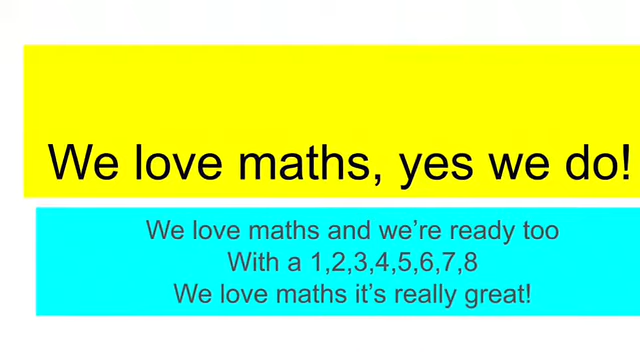 We love maths, yes we do!
We love maths and we’re ready too
With a 1,2,3,4,5,6,7,8
We love maths it’s really great!